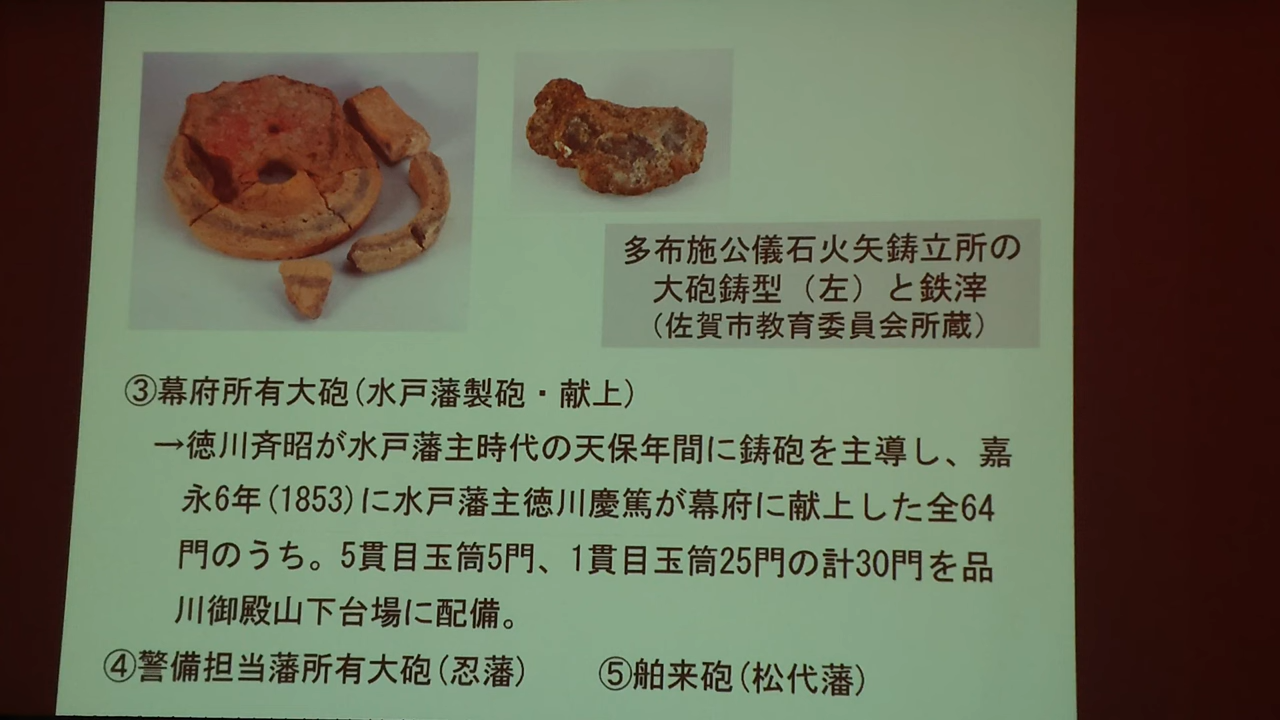 多布施公儀石火矢鋳立所の
大砲鋳型（左）と鉄滓
（佐賀市教育委員会所蔵）
③幕府所有大砲(水戸藩製砲・献上)
→徳川斉昭が水戸藩主時代の天保年間に鋳砲を主導し、嘉
永6年(1853)に水戸藩主徳川慶篤が幕府に献上した全64
門のうち。5貫目玉筒5門、1貫目玉筒25門の計30門を品
川御殿山下台場に配備。
④警備担当藩所有大砲(忍藩)
⑤舶来砲(松代藩)